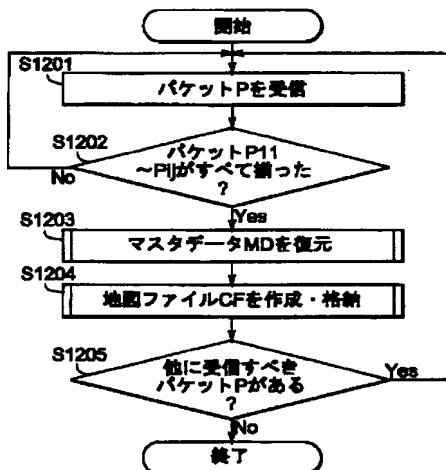 開始
S1201
パケットPを受信
S1202
パケットP11
~Pijがすべて揃った
?
No
Yes
S1203
マスタデータMDを復元
S1204
地図ファイルCFを作成・格納
S1205
他に受信すべき
パケットPがある
?
Yes
No
終了